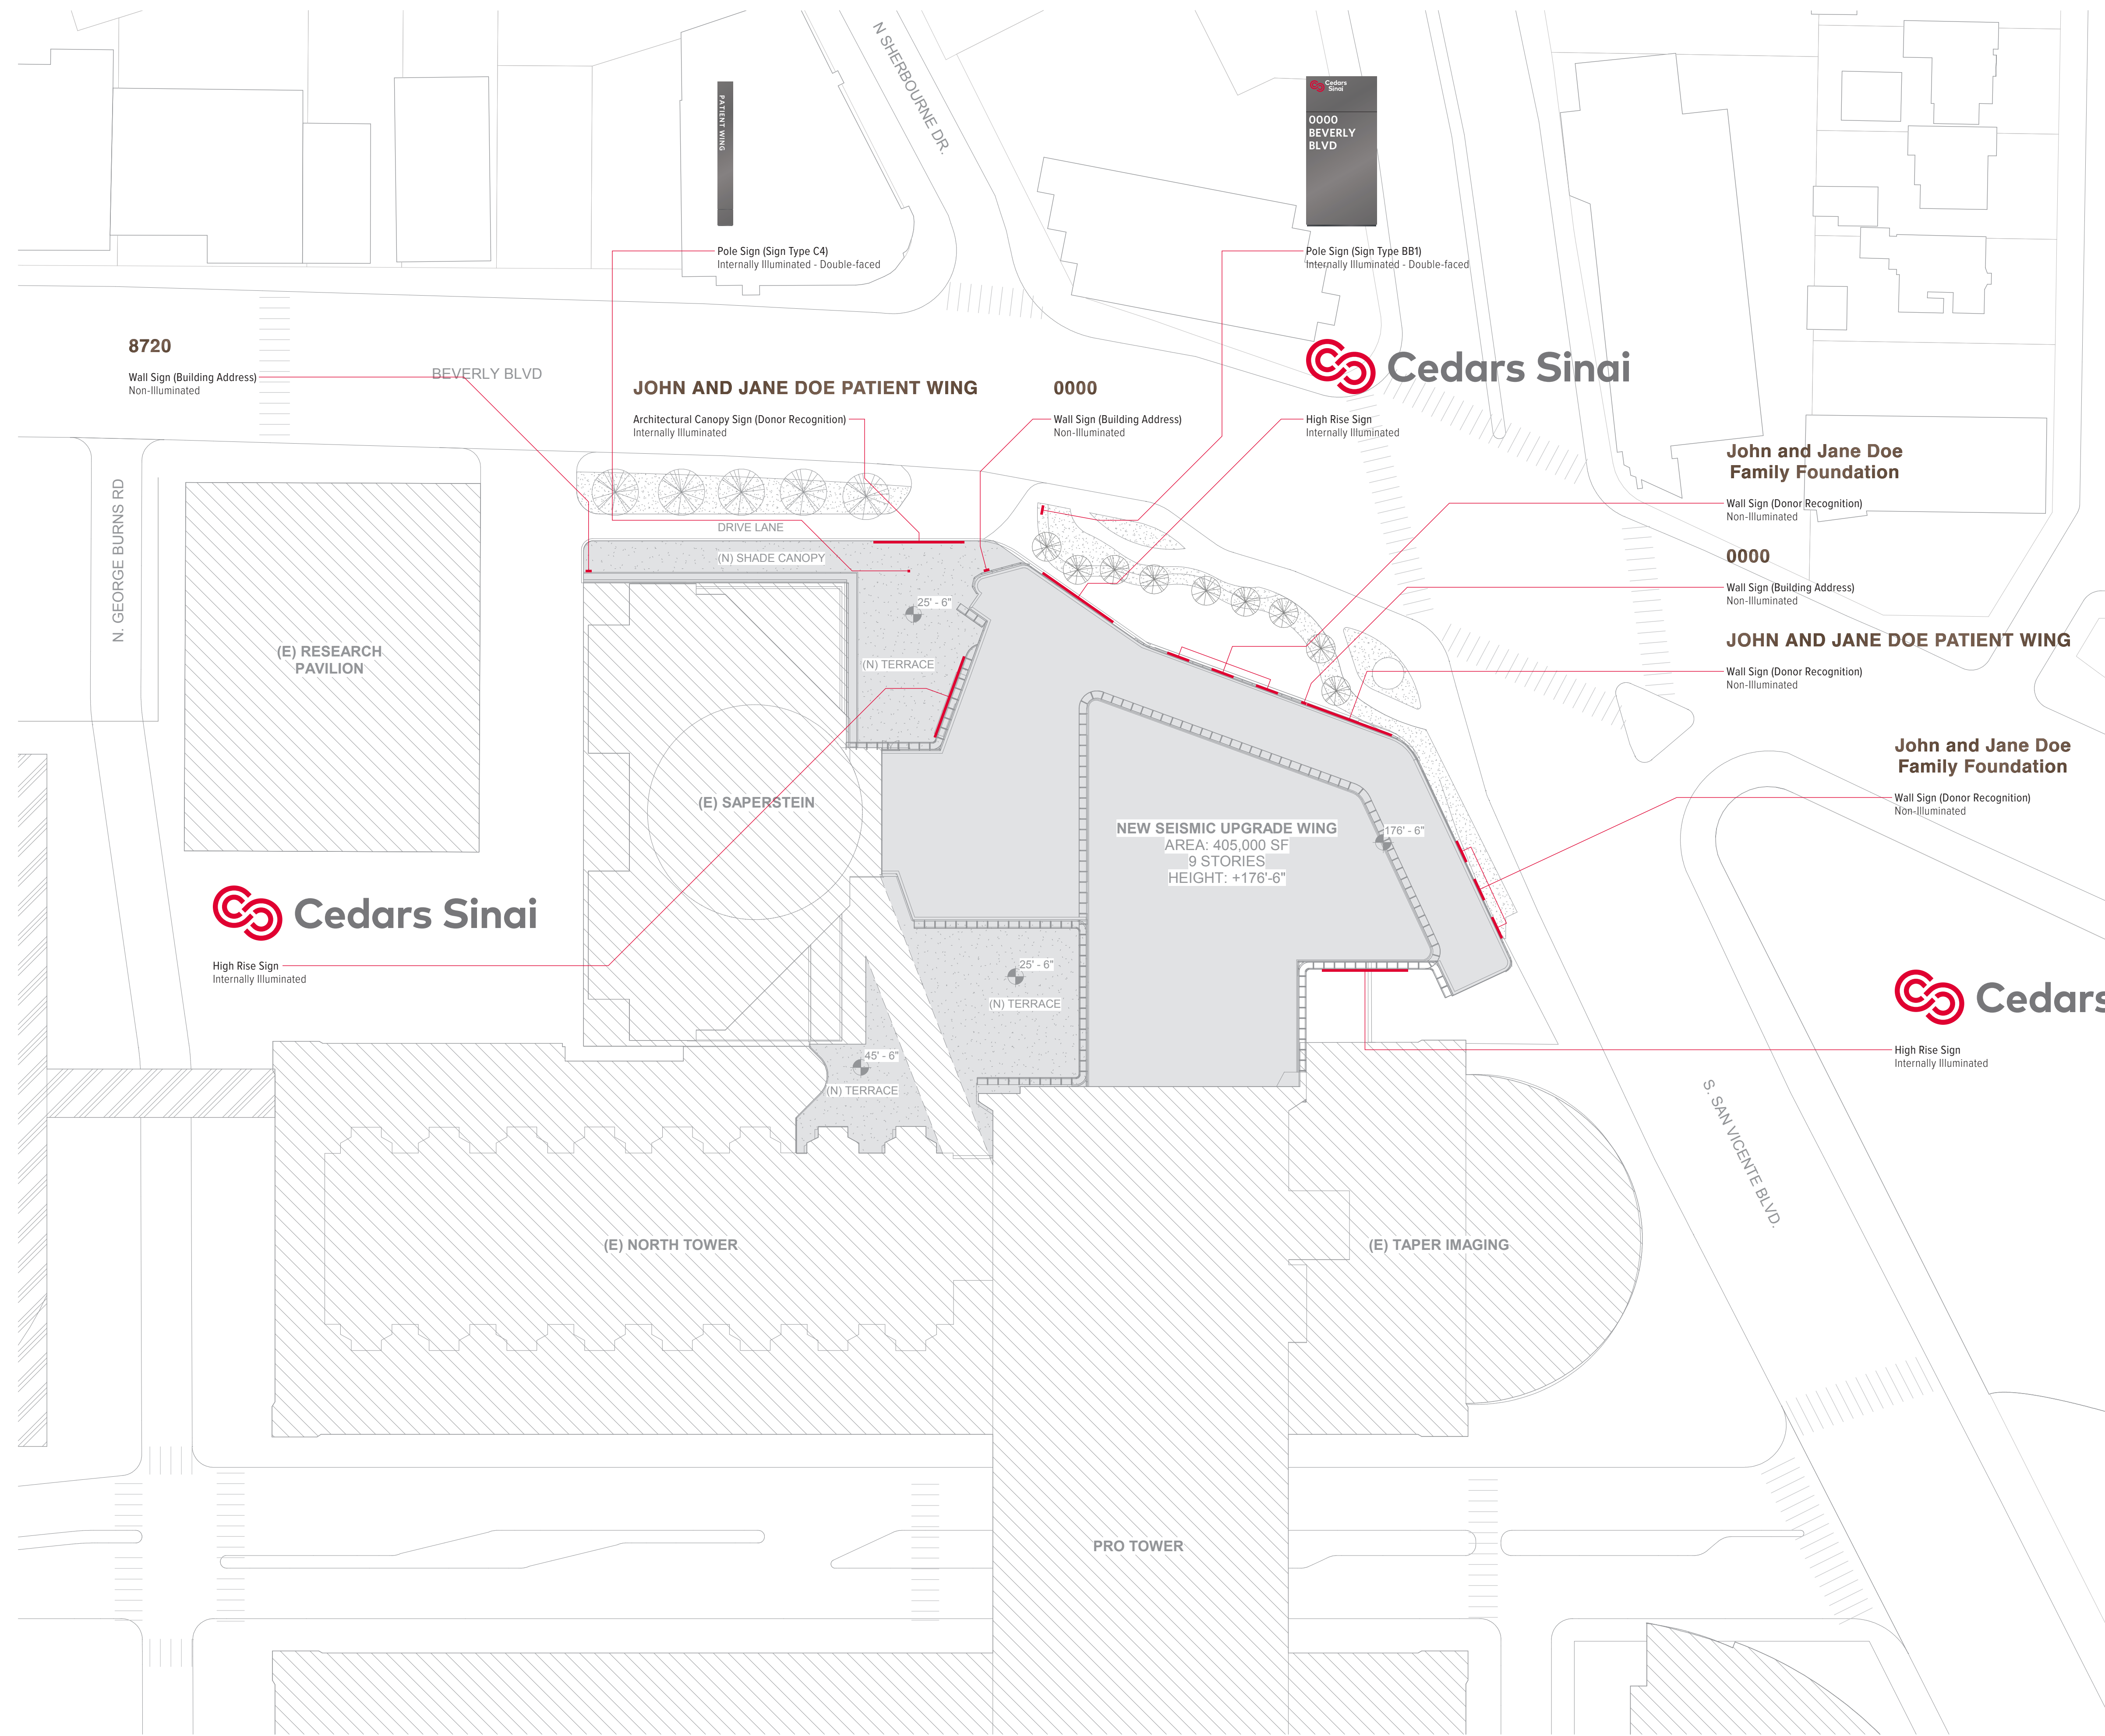 N SHERBOURNE DR.
PATIENT WING
Cedars
Sinai
0000
BEVERLY
BLVD
Pole Sign (Sign Type C4)
Internally Illuminated - Double-faced
Pole Sign (Sign Type BB1)
Internally Illuminated - Double-faced
8720
Wall Sign (Building Address)
Non-Illuminated
BEVERLY BLVD
JOHN AND JANE DOE PATIENT WING
Architectural Canopy Sign (Donor Recognition)
Internally Illuminated
0000
Wall Sign (Building Address)
Non-Illuminated
Cedars Sinai
High Rise Sign
Internally Illuminated
John and Jane Doe
Family Foundation
Wall Sign (Donor Recognition)
Non-Illuminated
0000
Wall Sign (Building Address)
Non-Illuminated
JOHN AND JANE DOE PATIENT WING
Wall Sign (Donor Recognition)
Non-Illuminated
John and Jane Doe
Family Foundation
Wall Sign (Donor Recognition)
Non-Illuminated
N. GEORGE BURNS RD
DRIVE LANE
(N) SHADE CANOPY
25' - 6"
(E) RESEARCH
PAVILION
(N) TERRACE
(E) SAPERSTEIN
NEW SEISMIC UPGRADE WING
AREA: 405,000 SF
9 STORIES
HEIGHT: +176'-6"
176' - 6"
Cedars Sinai
High Rise Sign
Internally Illuminated
25' - 6"
(N) TERRACE
45' - 6"
(N) TERRACE
Cedars
High Rise Sign
Internally Illuminated
S. SAN VICENTE BLVD.
(E) NORTH TOWER
(E) TAPER IMAGING
PRO TOWER